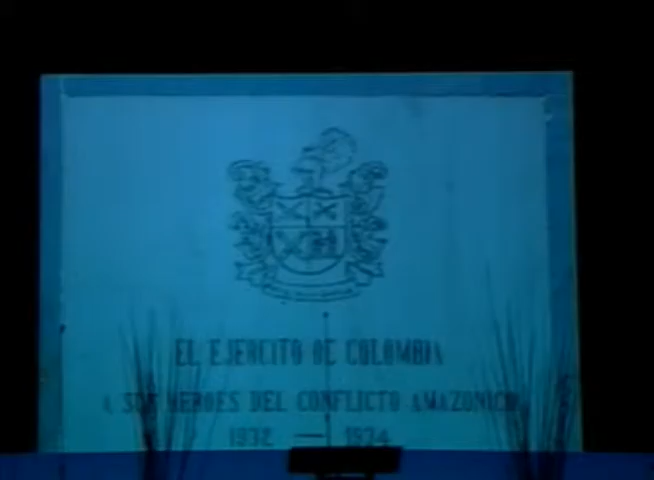 EL EJERCITO DE COLOMBIA
A SUS HEROES DEL CONFLICTO AMAZONICO
1932 — 1934